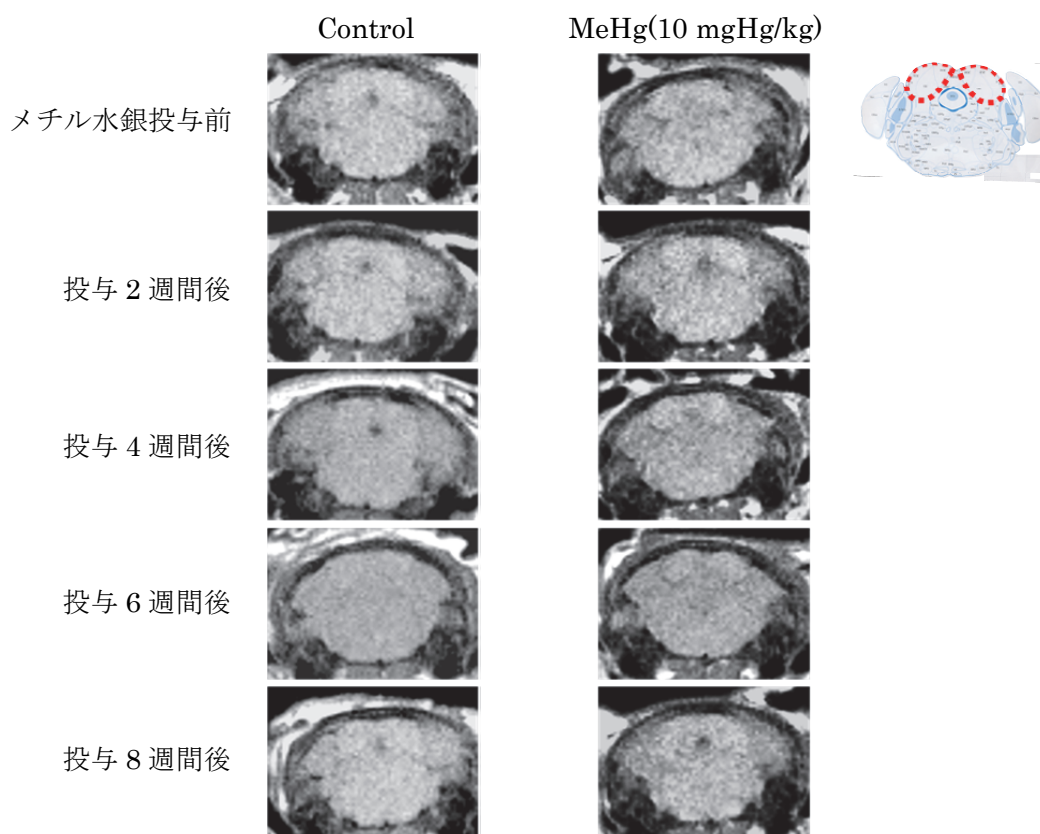 Control MeHg(10 mgHg/kg)
メチル水銀投与前
投与 2 週間後
投与 4 週間後
投与 6 週間後
投与 8 週間後